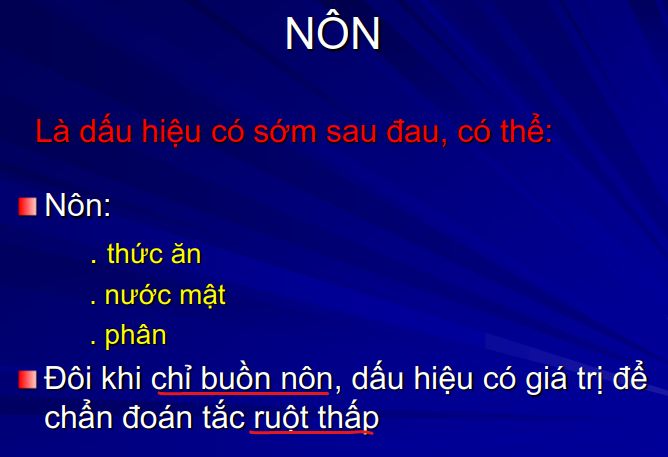 NÔN
Là dấu hiệu có sớm sau đau, có thể:
Nôn:
. thức ăn
. nước mật
. phân
Đôi khi chỉ buồn nôn, dấu hiệu có giá trị để
chẩn đoán tắc ruột thấp